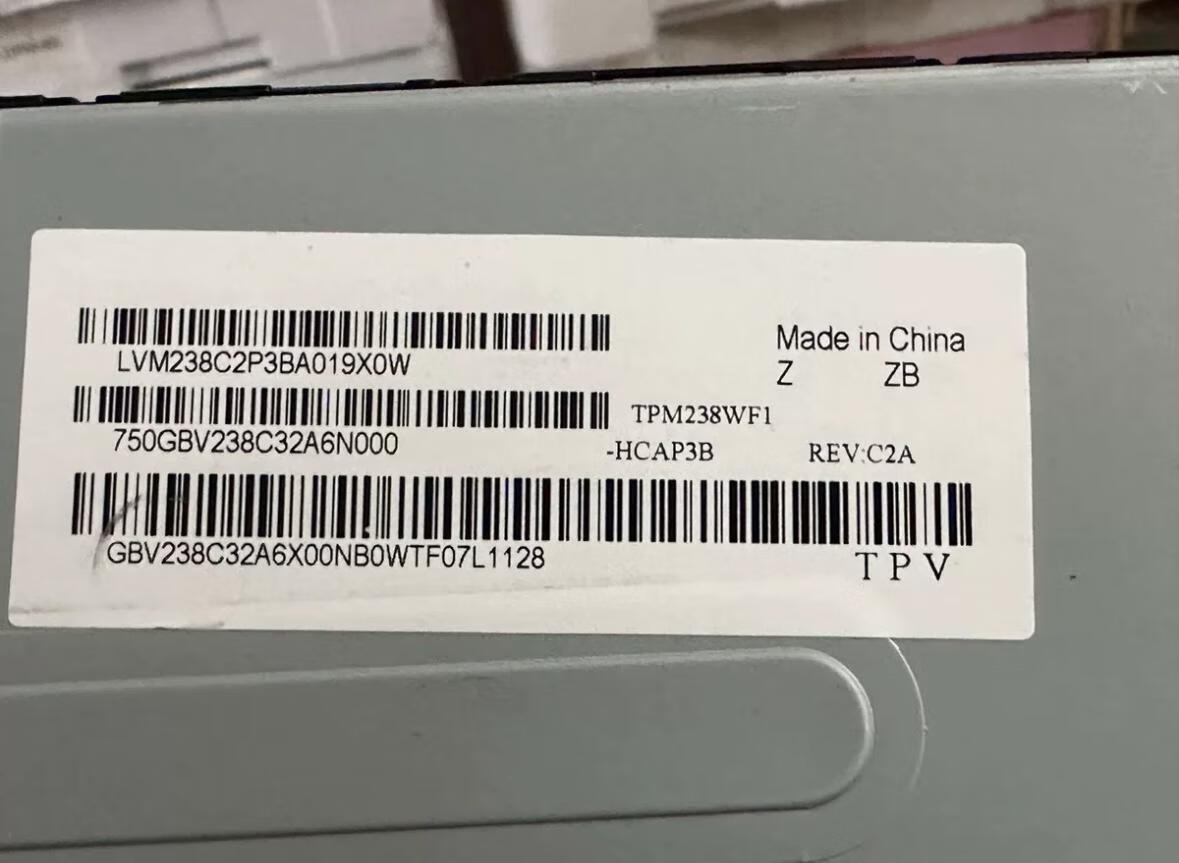 LVM238C2P3BA019X0W
Made in China
Z ZB
750GBV238C32A6N000
TPM238WF1
-HCAP3B REV:C2A
GBV238C32A6X00NB0WTF07L1128
TPV